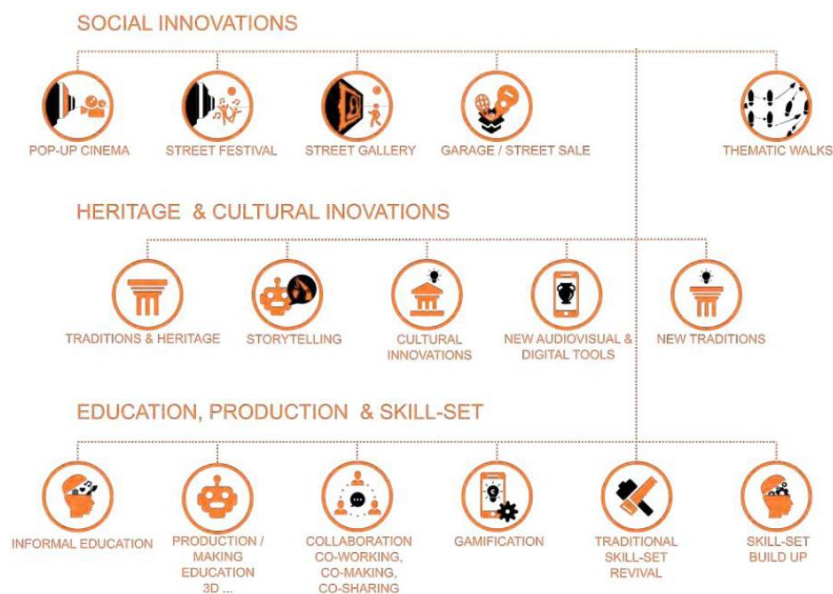 SOCIAL INNOVATIONS
POP-UP CINEMA
STREET FESTIVAL
STREET GALLERY
GARAGE / STREET SALE
THEMATIC WALKS
HERITAGE & CULTURAL INOVATIONS
TRADITIONS & HERITAGE
STORYTELLING
CULTURAL
INNOVATIONS
NEW AUDIOVISUAL &
DIGITAL TOOLS
NEW TRADITIONS
EDUCATION, PRODUCTION & SKILL-SET
INFORMAL EDUCATION
PRODUCTION /
MAKING
EDUCATION
3D ...
COLLABORATION
CO-WORKING,
CO-MAKING,
CO-SHARING
GAMIFICATION
TRADITIONAL
SKILL-SET
REVIVAL
SKILL-SET
BUILD UP